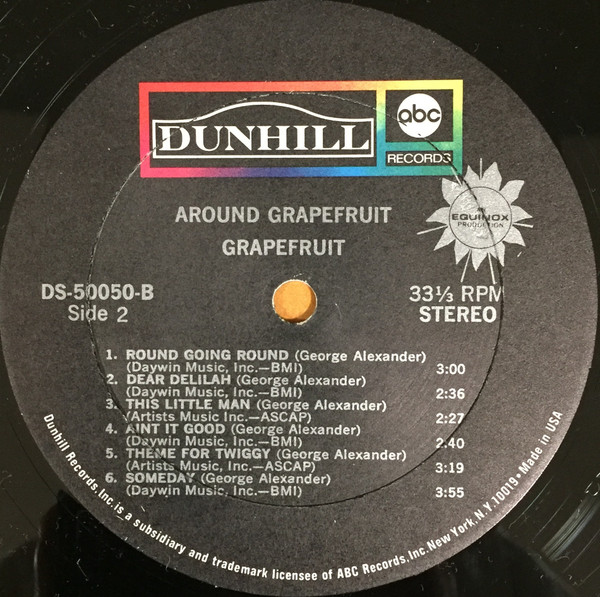 DUNHILL
abc
RECORDS
AROUND GRAPEFRUIT
GRAPEFRUIT
AN
EQUINOX
PRODUCTION
DS-50050-B
Side 2
33⅓ RPM
STEREO
1. ROUND GOING ROUND (George Alexander)
(Daywin Music, Inc.—BMI) 3:00
2. DEAR DELILAH (George Alexander)
(Daywin Music, Inc.—BMI) 2:36
3. THIS LITTLE MAN (George Alexander)
(Artists Music Inc.—ASCAP) 2:27
4. AINT IT GOOD (George Alexander)
(Daywin Music, Inc.—BMI) 2:40
5. THEME FOR TWIGGY (George Alexander)
(Artists Music, Inc.—ASCAP) 3:19
6. SOMEDAY (George Alexander)
(Daywin Music, Inc.—BMI) 3:55
Dunhill Records, Inc. is a subsidiary and trademark licensee of ABC Records, Inc. New York, N.Y. 10019 • Made in USA